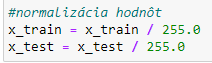 #normalizácia hodnôt
x_train = x_train / 255.0
x_test = x_test / 255.0